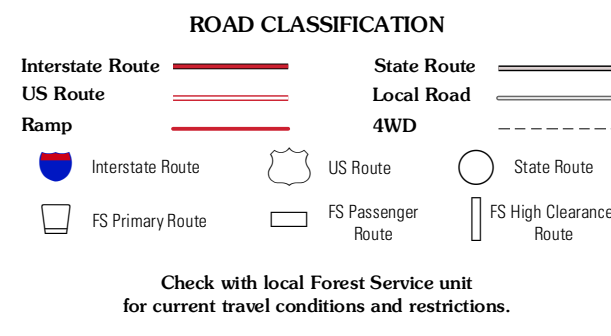 ROAD CLASSIFICATION
Interstate Route State Route
US Route Local Road
Ramp 4WD
Interstate Route US Route State Route
FS Primary Route FS Passenger Route FS High Clearance Route
Check with local Forest Service unit
for current travel conditions and restrictions.